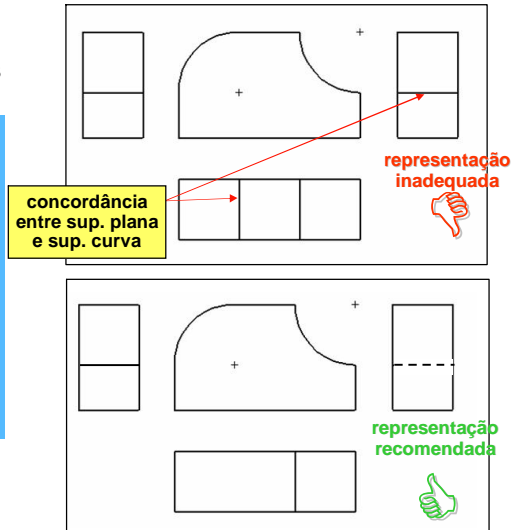 representação
inadequada
concordância
entre sup. plana
e sup. curva
representação
recomendada